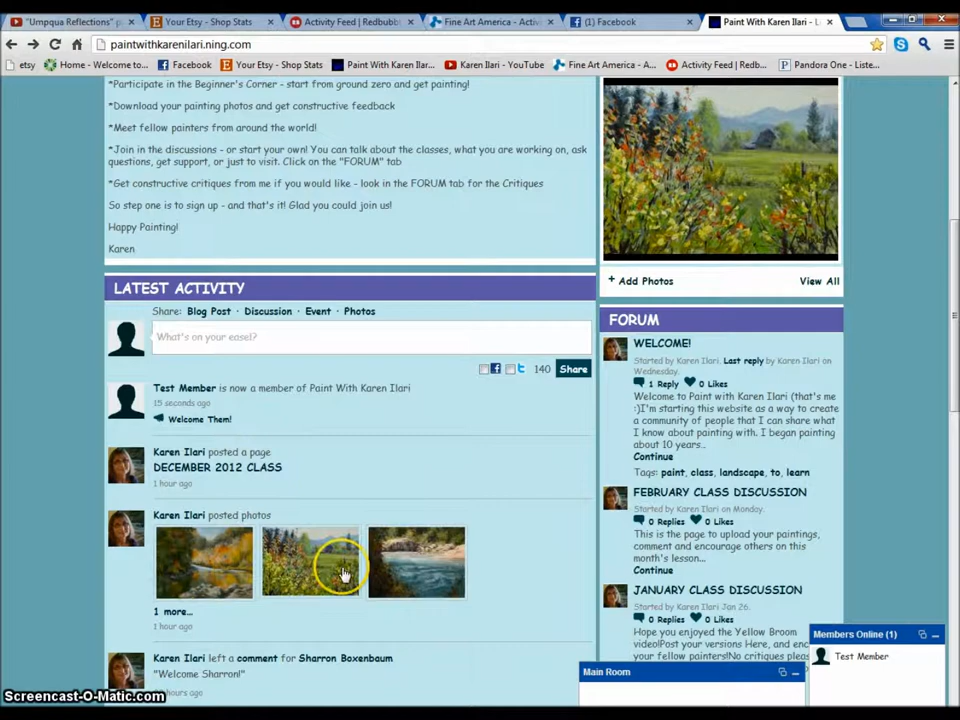 "Umpqua Reflections" p
Your Etsy - Shop Stats
Activity Feed | Redbubb
Fine Art America - Activ
(1) Facebook
Paint With Karen Ilari - L
paintwithkarenilari.ning.com
etsy
Home - Welcome to...
Facebook
Your Etsy - Shop Stats
Paint With Karen Ilar...
Karen Ilari - YouTube
Fine Art America - A...
Activity Feed | Redb...
Pandora One - Liste...
*Participate in the Beginner's Corner - start from ground zero and get painting!
*Download your painting photos and get constructive feedback
*Meet fellow painters from around the world!
*Join in the discussions - or start your own! You can talk about the classes, what you are working on, ask
questions, get support, or just to visit. Click on the "FORUM" tab
*Get constructive critiques from me if you would like - look in the FORUM tab for the Critiques
So step one is to sign up - and that's it! Glad you could join us!
Happy Painting!
Karen
+ Add Photos
View All
LATEST ACTIVITY
Share: Blog Post · Discussion · Event · Photos
What's on your easel?
140 Share
Test Member is now a member of Paint With Karen Ilari
15 seconds ago
Welcome Them!
Karen Ilari posted a page
DECEMBER 2012 CLASS
1 hour ago
Karen Ilari posted photos
1 more...
1 hour ago
Karen Ilari left a comment for Sharron Boxenbaum
"Welcome Sharron!"
hours ago
FORUM
WELCOME!
Started by Karen Ilari. Last reply by Karen Ilari on
Wednesday.
1 Reply 0 Likes
Welcome to Paint with Karen Ilari (that's me
:)I'm starting this website as a way to create
a community of people that I can share what
I know about painting with. I began painting
about 10 years..
Continue
Tags: paint, class, landscape, to, learn
FEBRUARY CLASS DISCUSSION
Started by Karen Ilari on Monday.
0 Replies 0 Likes
This is the page to upload your paintings,
comment and encourage others on this
month's lesson...
Continue
JANUARY CLASS DISCUSSION
Started by Karen Ilari Jan 26.
0 Replies 0 Likes
Hope you enjoyed the Yellow Broom
video!Post your versions Here, and en
your fellow painters!No critiques pleas
Members Online (1)
Test Member
Main Room
Screencast-O-Matic.com